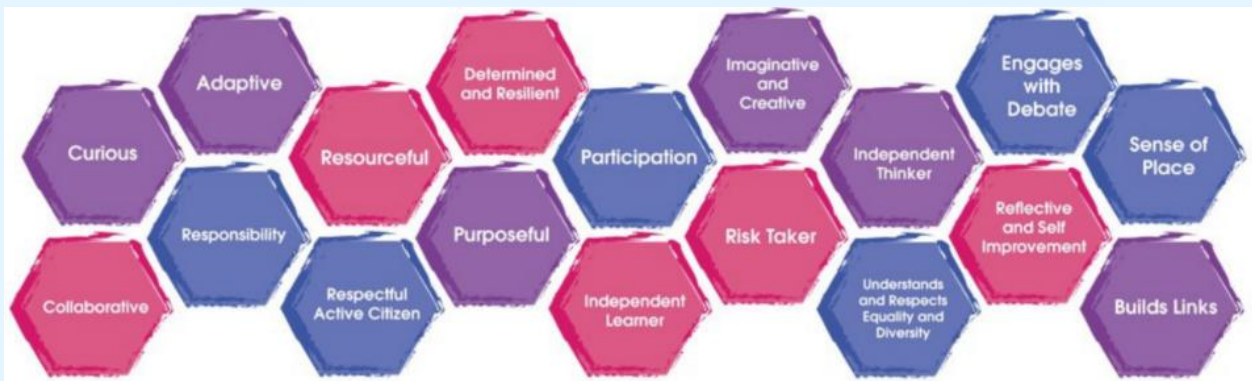 Curious
Adaptive
Collaborative
Responsibility
Resourceful
Respectful
Active Citizen
Determined
and Resilient
Purposeful
Participation
Independent
Learner
Imaginative
and
Creative
Risk Taker
Independent
Thinker
Understands
and Respects
Equality and
Diversity
Engages
with
Debate
Reflective
and Self
Improvement
Sense of
Place
Builds Links